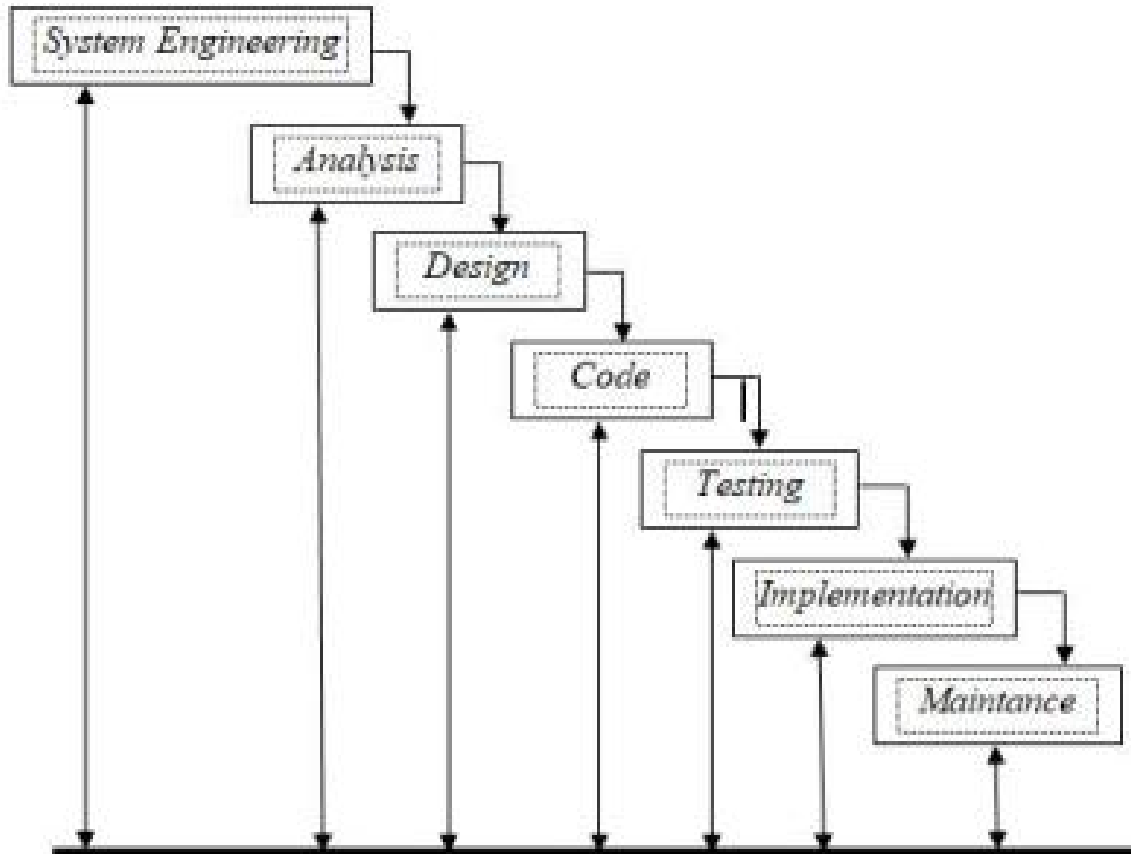 System Engineering
Analysis
Design
Code
Testing
Implementation
Maintance